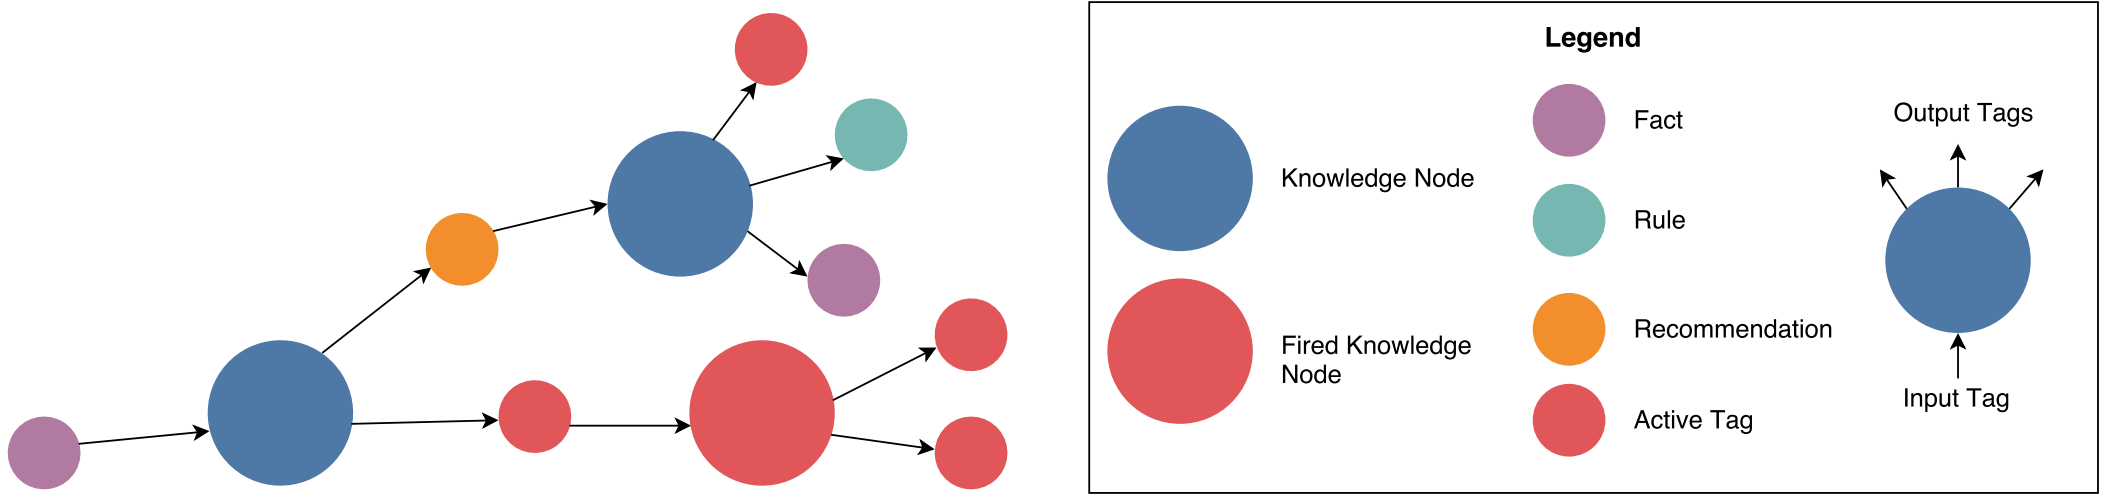 Legend
Knowledge Node
Fired Knowledge
Node
Fact
Rule
Recommendation
Active Tag
Output Tags
Input Tag